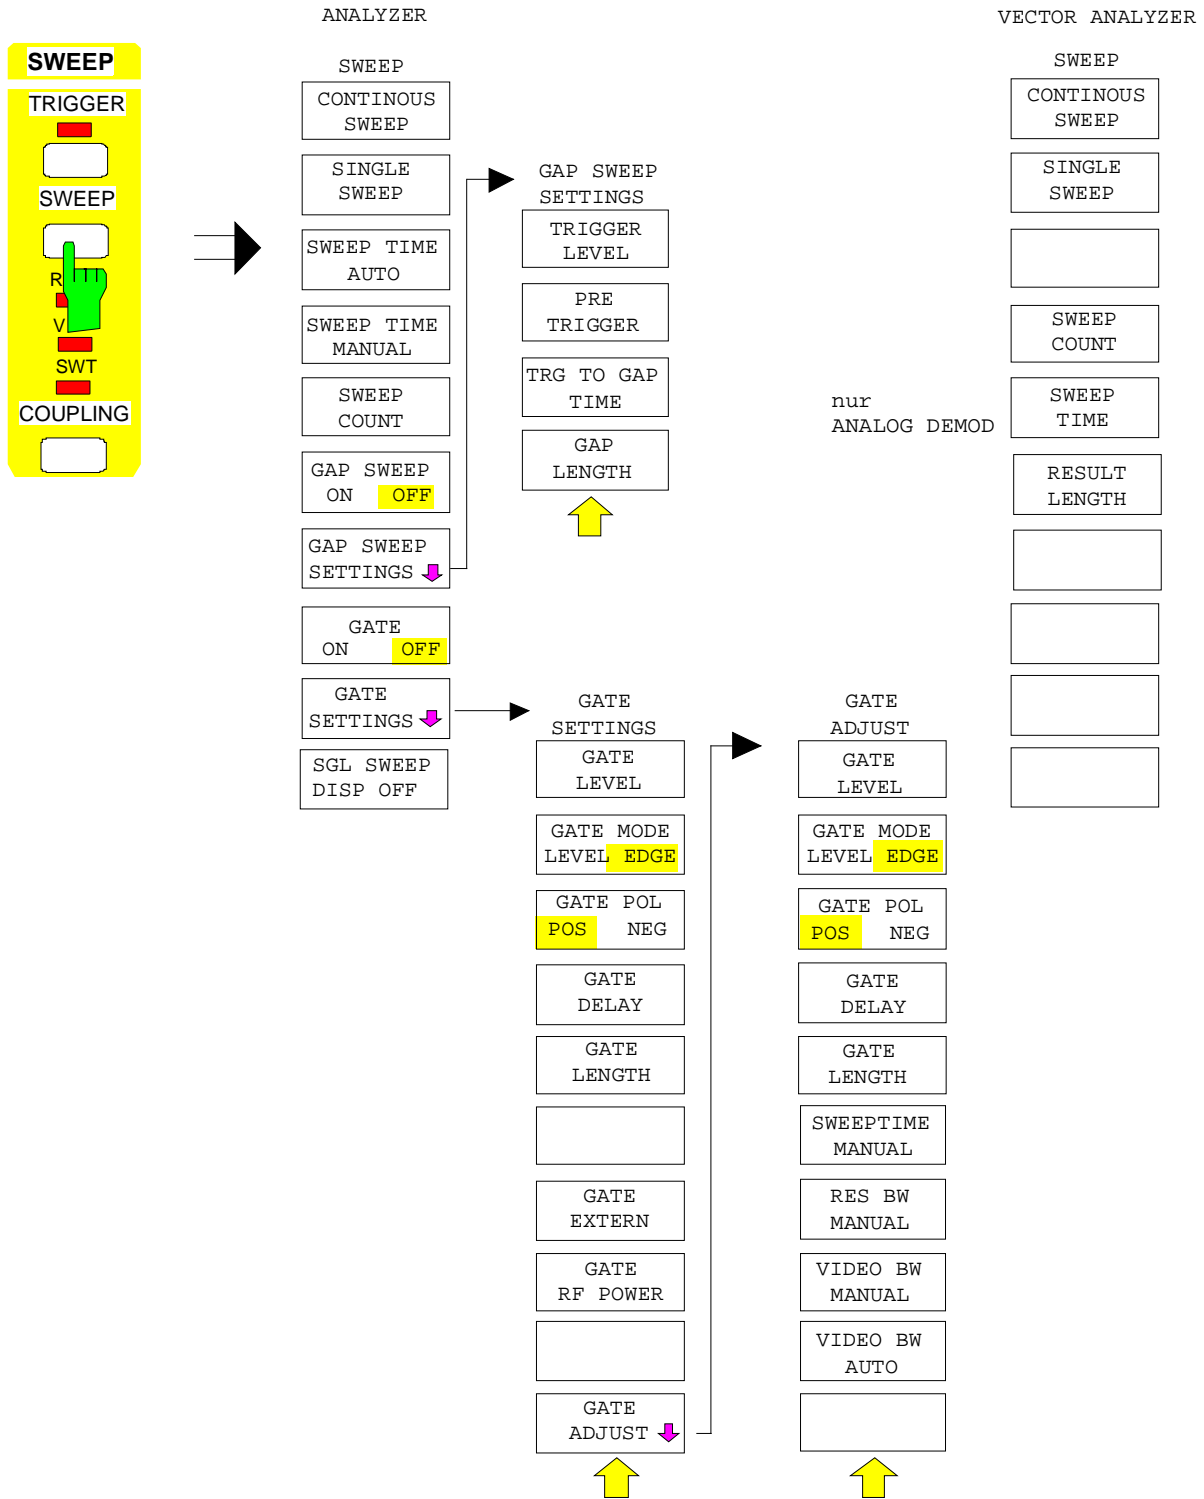 ANALYZER
VECTOR ANALYZER
SWEEP
TRIGGER
SWEEP
R
V
SWT
COUPLING
SWEEP
CONTINOUS
SWEEP
SINGLE
SWEEP
SWEEP TIME
AUTO
SWEEP TIME
MANUAL
SWEEP
COUNT
GAP SWEEP
ON OFF
GAP SWEEP
SETTINGS
GATE
ON OFF
GATE
SETTINGS
SGL SWEEP
DISP OFF
GAP SWEEP
SETTINGS
TRIGGER
LEVEL
PRE
TRIGGER
TRG TO GAP
TIME
GAP
LENGTH
GATE
SETTINGS
GATE
LEVEL
GATE MODE
LEVEL EDGE
GATE POL
POS NEG
GATE
DELAY
GATE
LENGTH
GATE
EXTERN
GATE
RF POWER
GATE
ADJUST
GATE
ADJUST
GATE
LEVEL
GATE MODE
LEVEL EDGE
GATE POL
POS NEG
GATE
DELAY
GATE
LENGTH
SWEEPTIME
MANUAL
RES BW
MANUAL
VIDEO BW
MANUAL
VIDEO BW
AUTO
SWEEP
CONTINOUS
SWEEP
SINGLE
SWEEP
SWEEP
COUNT
nur
ANALOG DEMOD
SWEEP
TIME
RESULT
LENGTH